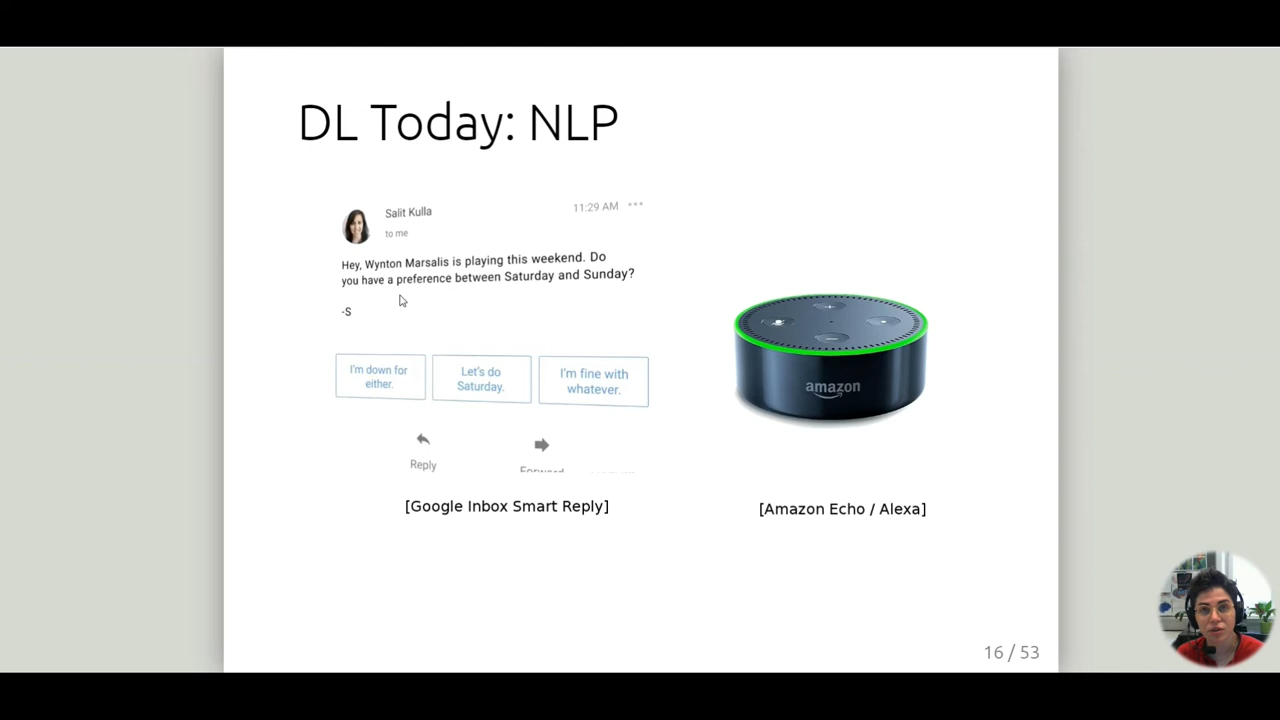 DL Today: NLP
Salit Kulla
11:29 AM
to me
Hey, Wynton Marsalis is playing this weekend. Do
you have a preference between Saturday and Sunday?
-S
I'm down for
either.
Let's do
Saturday.
I'm fine with
whatever.
Reply
Forward
amazon
[Google Inbox Smart Reply]
[Amazon Echo / Alexa]
16 / 53